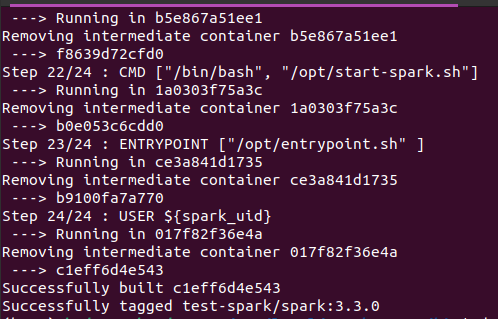 ---> Running in b5e867a51ee1
Removing intermediate container b5e867a51ee1
---> f8639d72cfd0
Step 22/24 : CMD ["/bin/bash", "/opt/start-spark.sh"]
---> Running in 1a0303f75a3c
Removing intermediate container 1a0303f75a3c
---> b0e053c6cdd0
Step 23/24 : ENTRYPOINT ["/opt/entrypoint.sh" ]
---> Running in ce3a841d1735
Removing intermediate container ce3a841d1735
---> b9100fa7a770
Step 24/24 : USER ${spark_uid}
---> Running in 017f82f36e4a
Removing intermediate container 017f82f36e4a
---> c1eff6d4e543
Successfully built c1eff6d4e543
Successfully tagged test-spark/spark:3.3.0